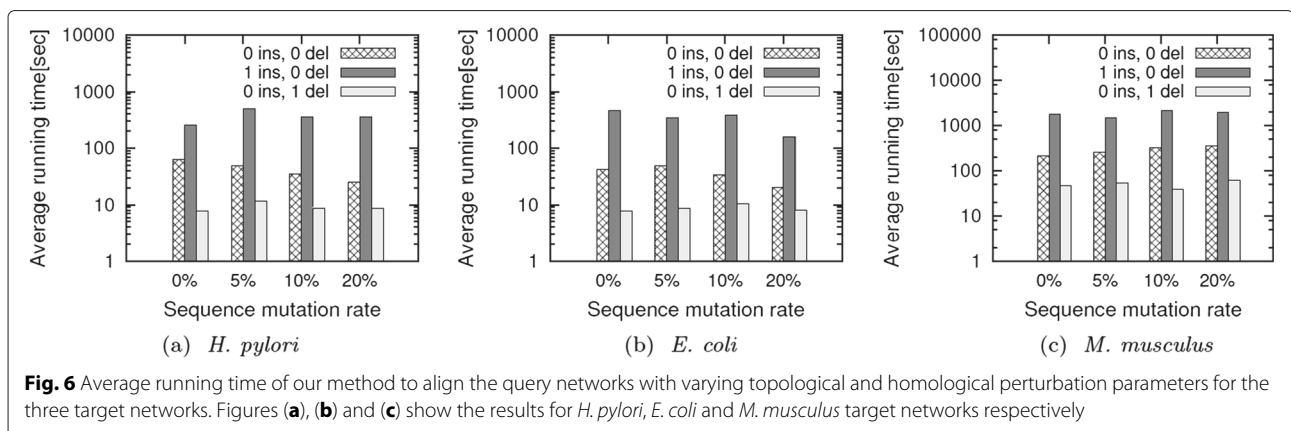 Average running time[sec]
10000
1000
100
10
1
0 ins, 0 del
1 ins, 0 del
0 ins, 1 del
0% 5% 10% 20%
Sequence mutation rate
(a) H. pylori
Average running time[sec]
10000
1000
100
10
1
0 ins, 0 del
1 ins, 0 del
0 ins, 1 del
0% 5% 10% 20%
Sequence mutation rate
(b) E. coli
Average running time[sec]
100000
10000
1000
100
10
1
0 ins, 0 del
1 ins, 0 del
0 ins, 1 del
0% 5% 10% 20%
Sequence mutation rate
(c) M. musculus
Fig. 6 Average running time of our method to align the query networks with varying topological and homological perturbation parameters for the
three target networks. Figures (a), (b) and (c) show the results for H. pylori, E. coli and M. musculus target networks respectively